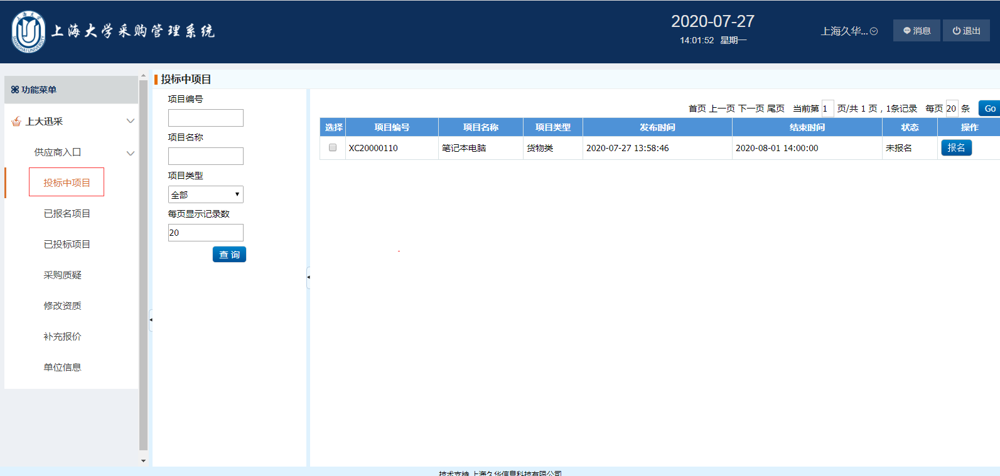 上海大学采购管理系统
SHANGHAI UNIVERSITY
2020-07-27
14:01:52 星期一
上海久华...
消息
退出
功能菜单
上大迅采
供应商入口
投标中项目
已报名项目
已投标项目
采购质疑
修改资质
补充报价
单位信息
投标中项目
项目编号
项目名称
项目类型
全部
每页显示记录数
20
查 询
首页 上一页 下一页 尾页 当前第 1 页/共 1 页，1条记录 每页 20 条 Go
选择 项目编号 项目名称 项目类型 发布时间 结束时间 状态 操作
XC20000110 笔记本电脑 货物类 2020-07-27 13:58:46 2020-08-01 14:00:00 未报名 报名
技术支持 上海久华信息科技有限公司